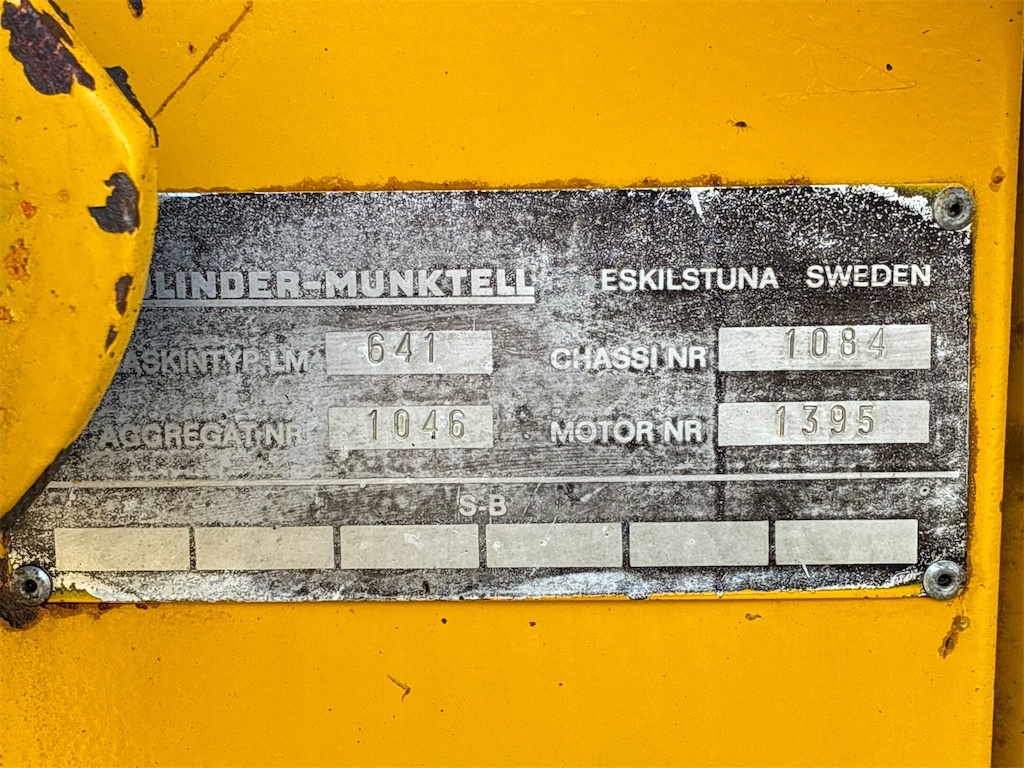 LINDER-MUNKTELL ESKILSTUNA SWEDEN
ASKINTYP LM 641 CHASSI NR 1084
AGGREGAT NR 1046 MOTOR NR 1395
S-B